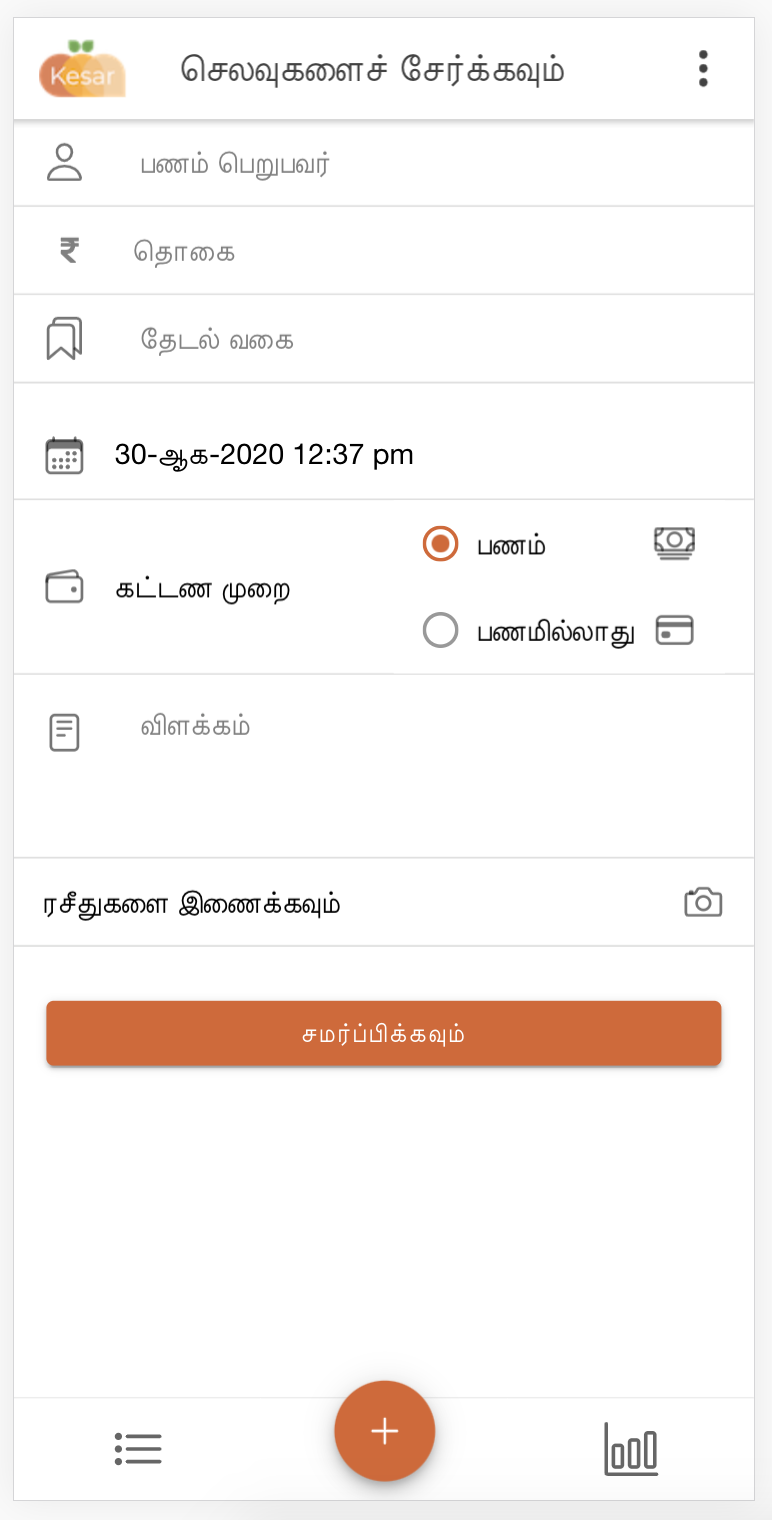 Kesar
செலவுகளைச் சேர்க்கவும்
பணம் பெறுபவர்
₹ தொகை
தேடல் வகை
30-ஆக-2020 12:37 pm
பணம்
கட்டண முறை
பணமில்லாது
விளக்கம்
ரசீதுகளை இணைக்கவும்
சமர்ப்பிக்கவும்